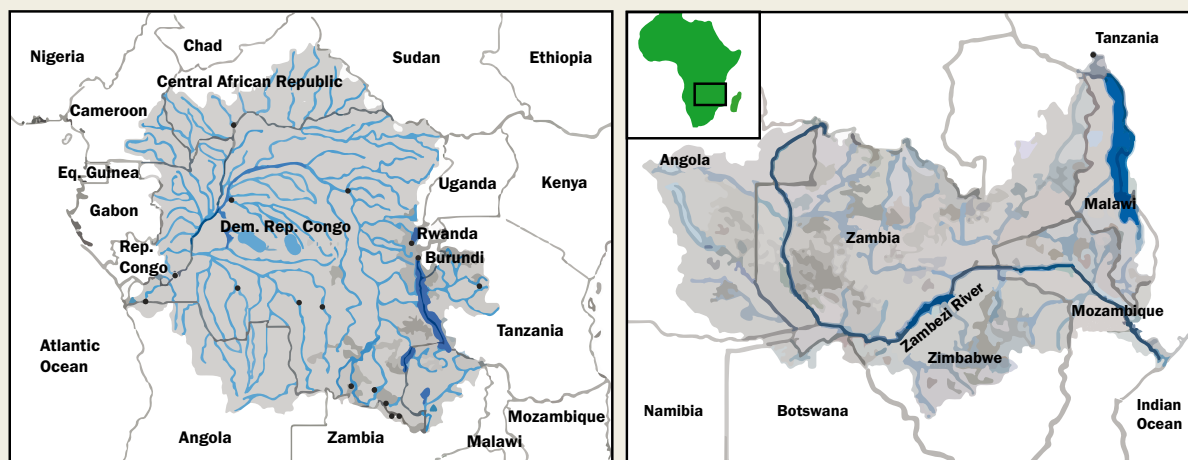 Nigeria
Chad
Sudan
Ethiopia
Central African Republic
Cameroon
Eq. Guinea
Uganda
Kenya
Gabon
Dem. Rep. Congo
Rwanda
Rep.
Congo
Burundi
Tanzania
Atlantic
Ocean
Mozambique
Angola
Zambia
Malawi
Tanzania
Angola
Malawi
Zambia
Zambezi River
Mozambique
Zimbabwe
Namibia
Botswana
Indian
Ocean